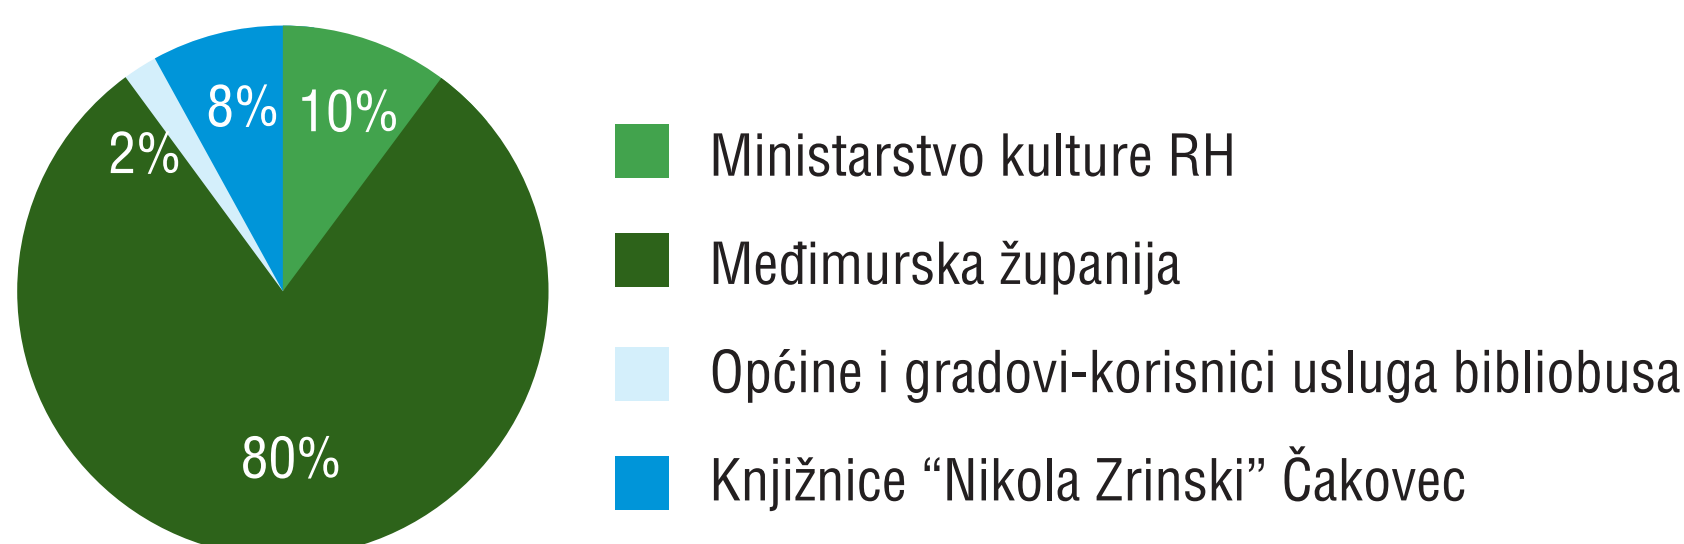 8%
10%
2%
80%
Ministarstvo kulture RH
Međimurska županija
Općine i gradovi-korisnici usluga bibliobusa
Knjižnice “Nikola Zrinski” Čakovec